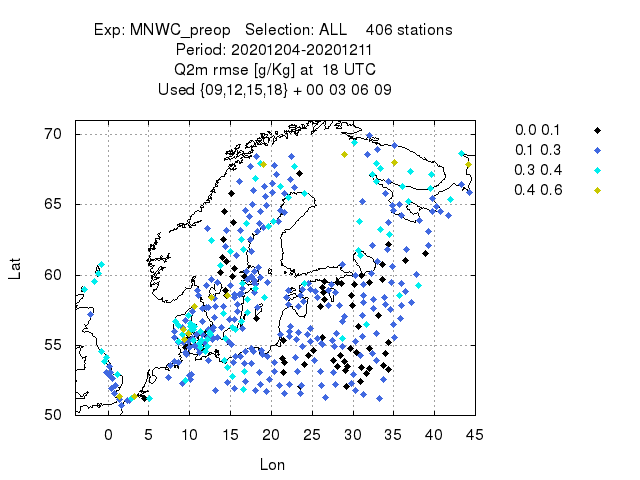 Exp: MNWC_preop Selection: ALL 406 stations
Period: 20201204-20201211
Q2m rmse [g/Kg] at 18 UTC
Used {09,12,15,18} + 00 03 06 09
0.0 0.1
0.1 0.3
0.3 0.4
0.4 0.6
70
65
60
55
50
Lat
0 5 10 15 20 25 30 35 40 45
Lon